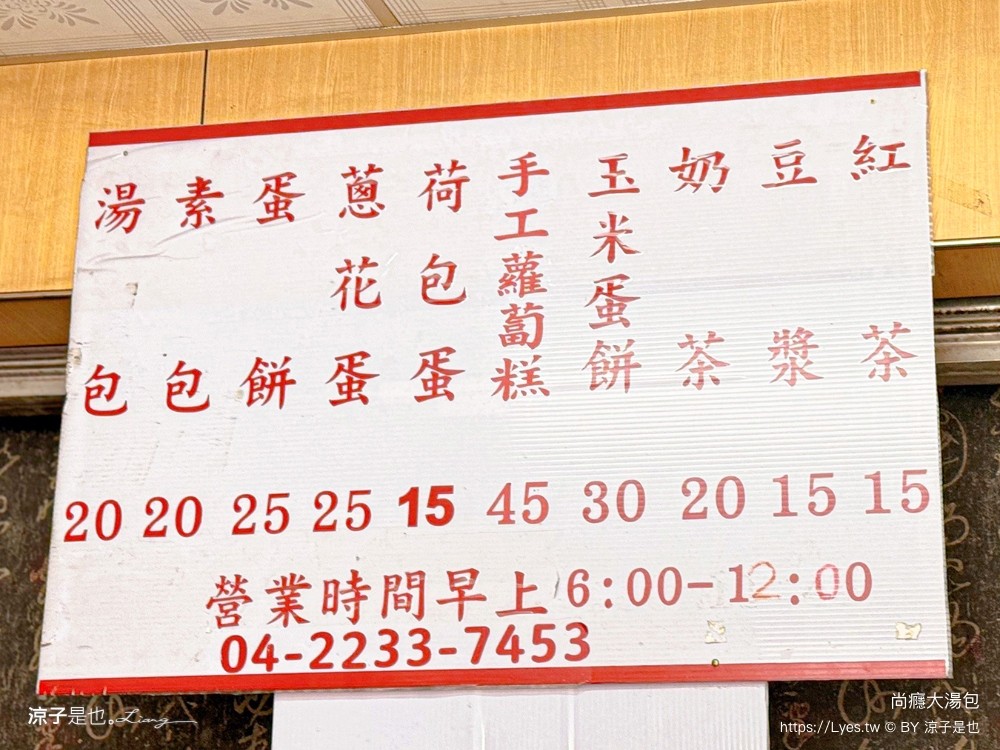 紅茶 15
豆漿 15
奶茶 20
玉米蛋餅 30
手工蘿蔔糕 45
荷包蛋 15
蔥花蛋 25
蛋餅 25
素包 20
湯包 20
營業時間早上6:00-12:00
04-2233-7453
涼子是也. Liang
尚癮大湯包
https://Lyes.tw © BY 涼子是也